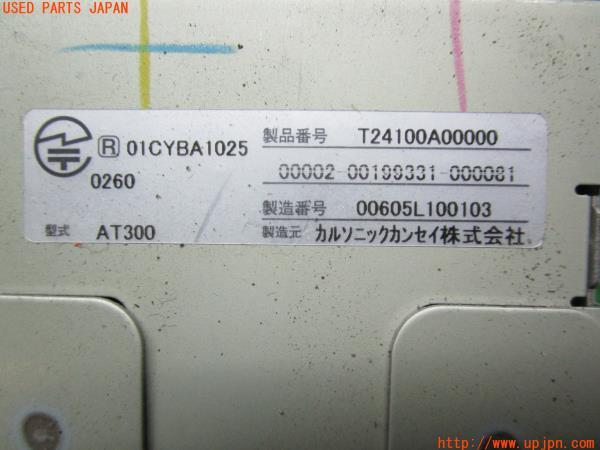 USED PARTS JAPAN
R 01CYBA1025
0260
型式 AT300
製品番号 T24100A00000
00002-00199331-000081
製造番号 00605L100103
製造元 カルソニックカンセイ株式会社
http://www.upjpn.com/